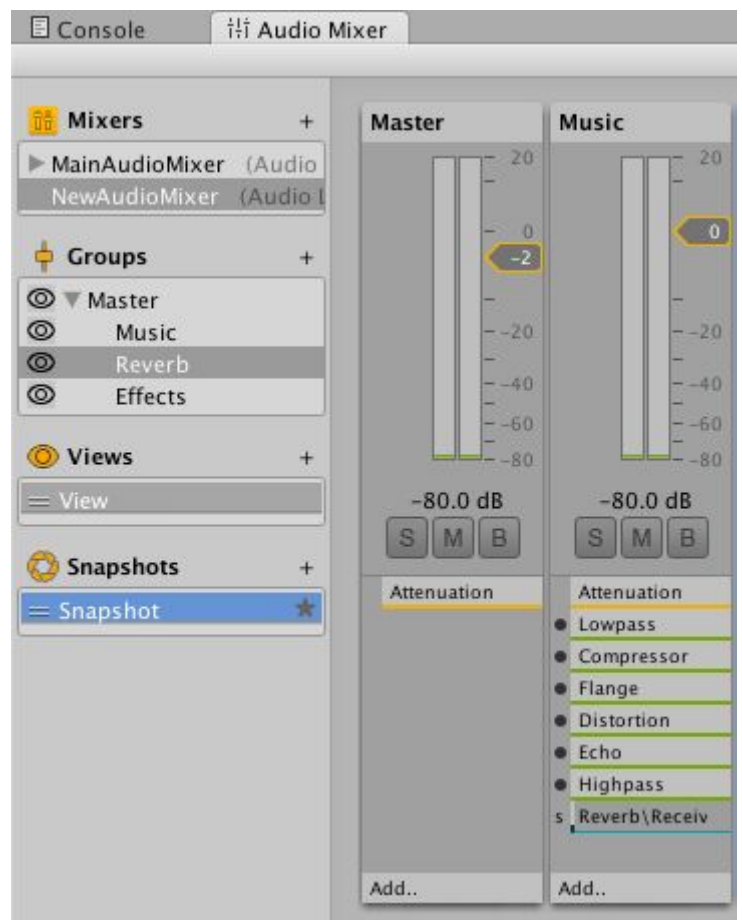 Console
Audio Mixer
Mixers +
MainAudioMixer (Audio
NewAudioMixer (Audio L
Groups +
Master
Music
Reverb
Effects
Views +
View
Snapshots +
Snapshot
Master
20
0
-2
-20
-40
-60
-80
-80.0 dB
S M B
Attenuation
Add..
Music
20
0
-20
-40
-60
-80
-80.0 dB
S M B
Attenuation
Lowpass
Compressor
Flange
Distortion
Echo
Highpass
s Reverb\Receiv
Add..